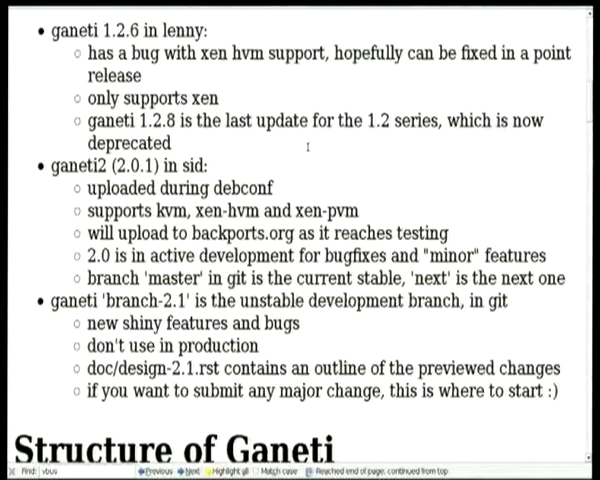 • ganeti 1.2.6 in lenny:
○ has a bug with xen hvm support, hopefully can be fixed in a point
release
○ only supports xen
○ ganeti 1.2.8 is the last update for the 1.2 series, which is now
deprecated
• ganeti2 (2.0.1) in sid:
○ uploaded during debconf
○ supports kvm, xen-hvm and xen-pvm
○ will upload to backports.org as it reaches testing
○ 2.0 is in active development for bugfixes and "minor" features
○ branch 'master' in git is the current stable, 'next' is the next one
• ganeti 'branch-2.1' is the unstable development branch, in git
○ new shiny features and bugs
○ don't use in production
○ doc/design-2.1.rst contains an outline of the previewed changes
○ if you want to submit any major change, this is where to start :)
Structure of Ganeti
Find: vbus Previous Next Highlight all Match case Reached end of page, continued from top